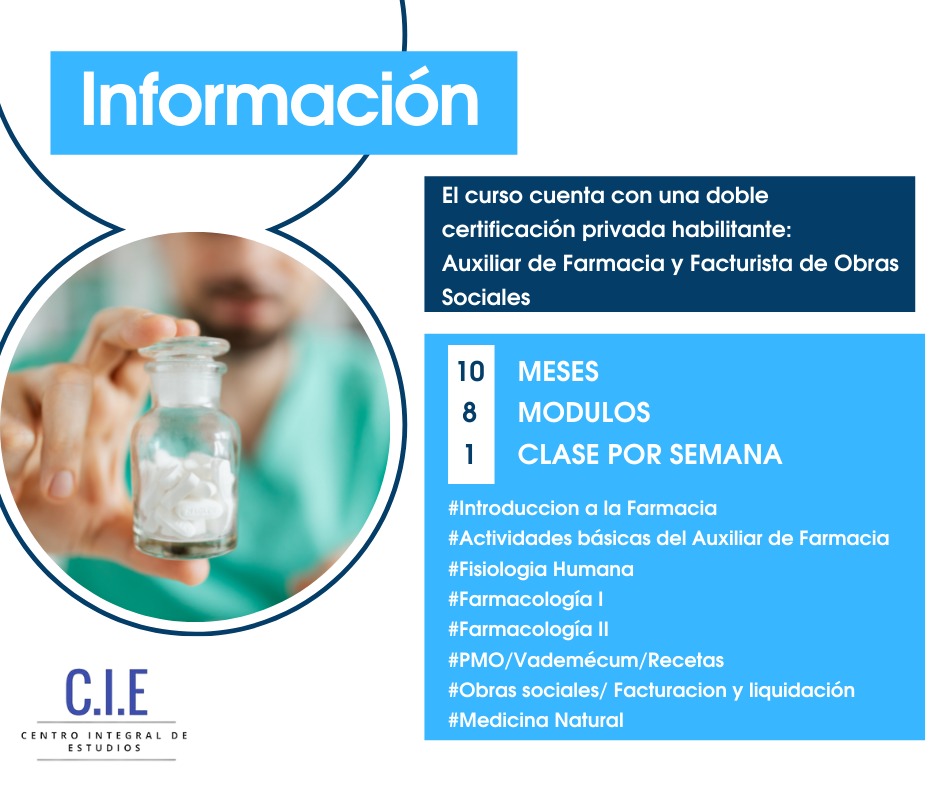 Información
El curso cuenta con una doble
certificación privada habilitante:
Auxiliar de Farmacia y Facturista de Obras
Sociales
10 MESES
8 MODULOS
1 CLASE POR SEMANA
#Introduccion a la Farmacia
#Actividades básicas del Auxiliar de Farmacia
#Fisiologia Humana
#Farmacología I
#Farmacología II
#PMO/Vademécum/Recetas
#Obras sociales/ Facturacion y liquidación
#Medicina Natural
C.I.E
CENTRO INTEGRAL DE
ESTUDIOS